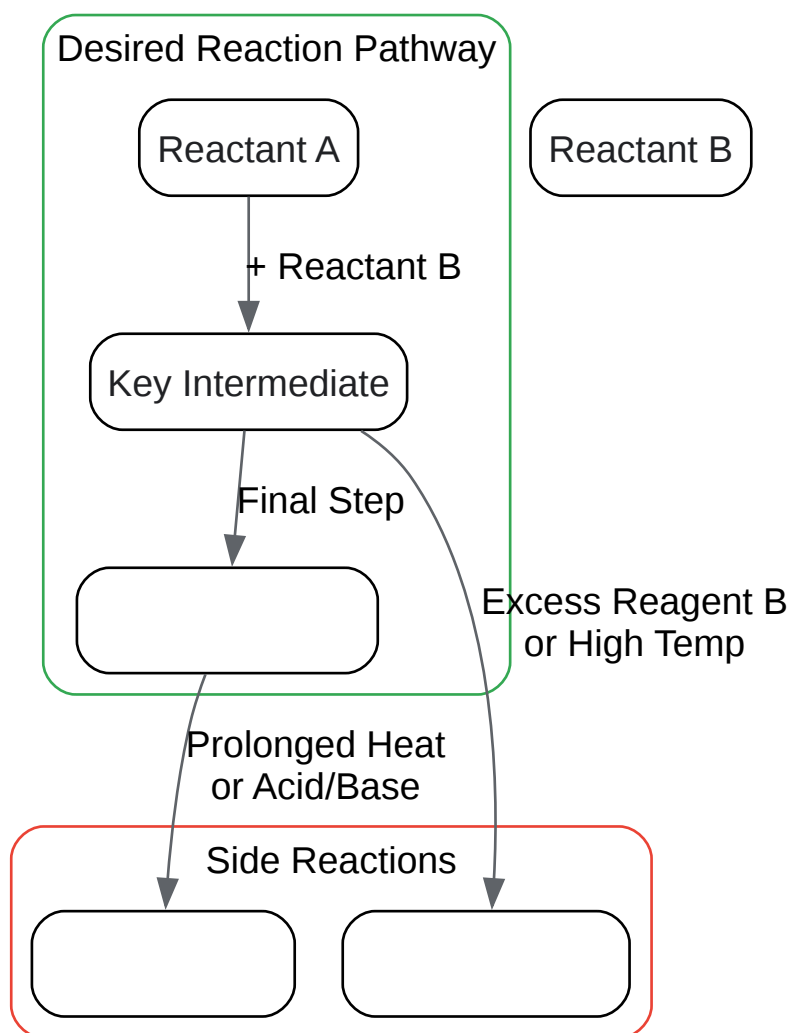 Desired Reaction Pathway
Reactant A
Reactant B
+ Reactant B
Key Intermediate
Final Step
Excess Reagent B
or High Temp
Prolonged Heat
or Acid/Base
Side Reactions